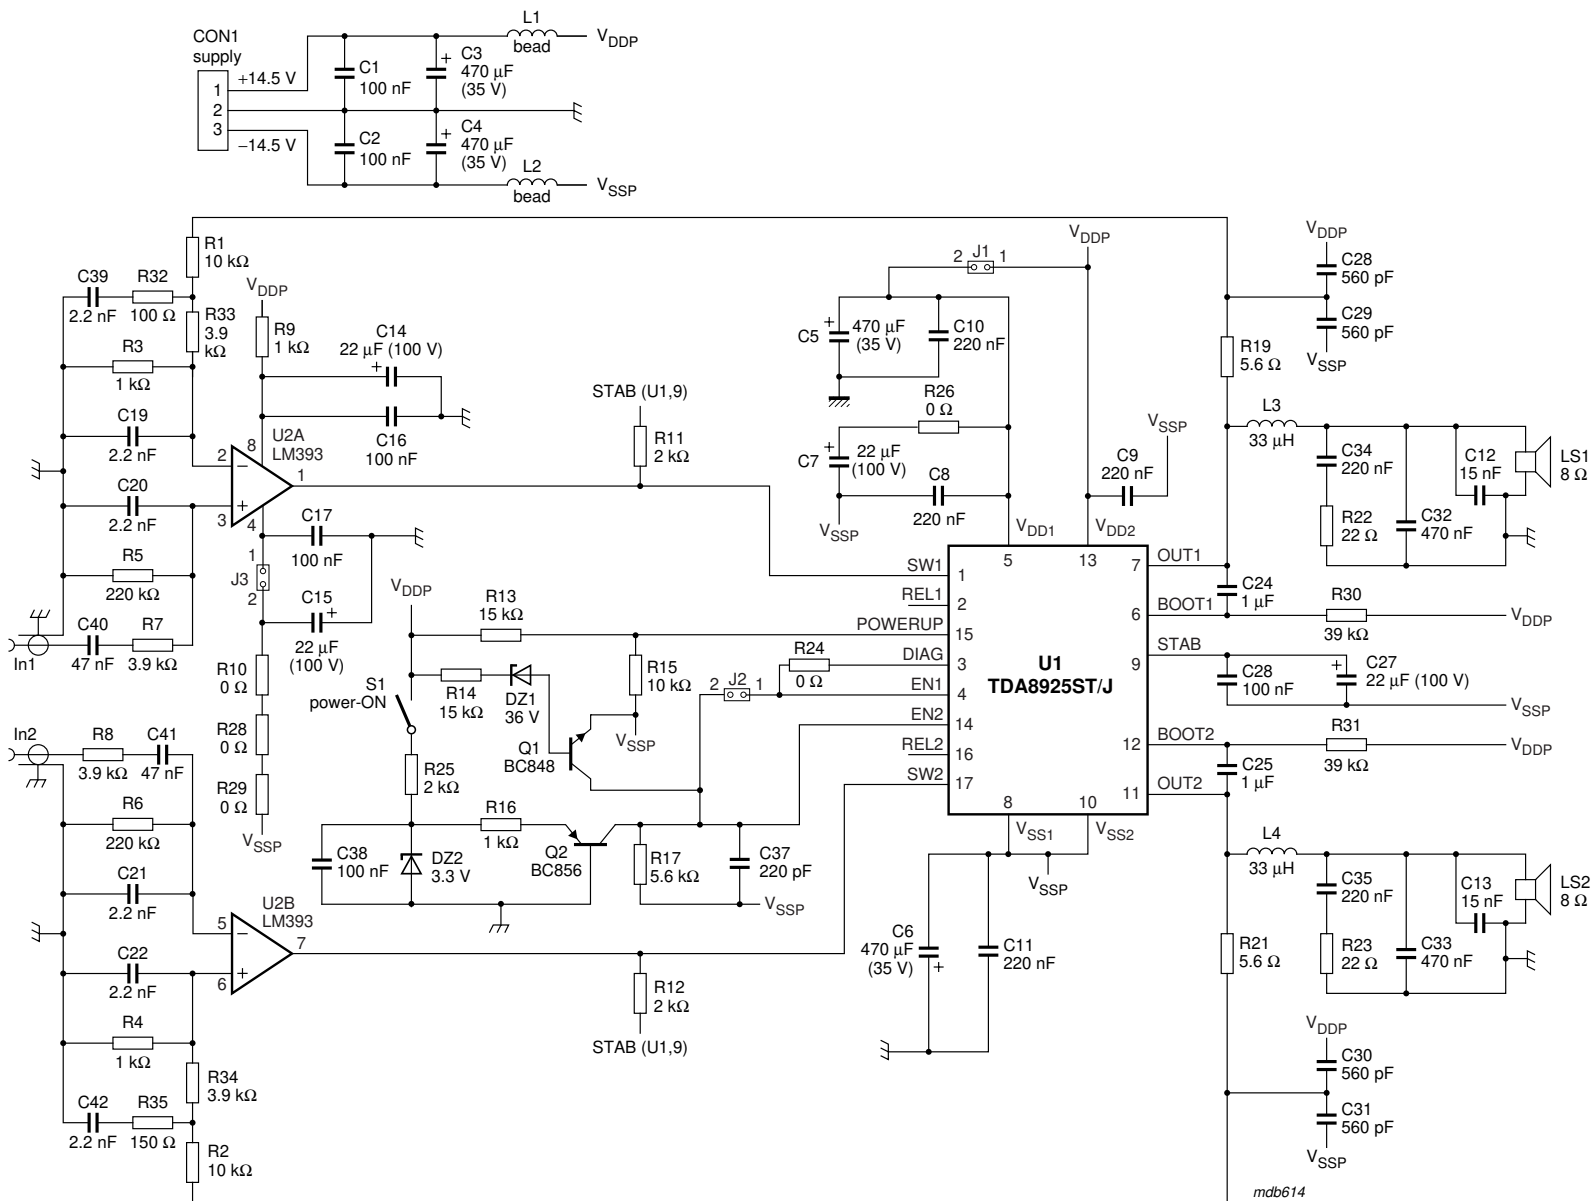 CON1
supply
1
2
3
+14.5 V
−14.5 V
C1
100 nF
C2
100 nF
C3
470 µF
(35 V)
+
C4
470 µF
(35 V)
+
L1
bead
VDDP
L2
bead
VSSP
R1
10 kΩ
C39
2.2 nF
R32
100 Ω
R33
3.9
kΩ
R3
1 kΩ
C19
2.2 nF
C20
2.2 nF
R5
220 kΩ
In1
C40
47 nF
R7
3.9 kΩ
VDDP
R9
1 kΩ
C14
22 µF (100 V)
+
C16
100 nF
U2A
LM393
8
2
−
1
+
3
4
C17
100 nF
1
J3
2
C15
+
22 µF
(100 V)
R10
0 Ω
R28
0 Ω
R29
0 Ω
VSSP
STAB (U1,9)
R11
2 kΩ
VDDP
R13
15 kΩ
S1
power-ON
R14
15 kΩ
DZ1
36 V
R15
10 kΩ
VSSP
Q1
BC848
R25
2 kΩ
R16
1 kΩ
C38
100 nF
DZ2
3.3 V
Q2
BC856
R17
5.6 kΩ
C37
220 pF
VSSP
2
J2
1
R24
0 Ω
VDDP
2
J1
1
C5
+
470 µF
(35 V)
C10
220 nF
R26
0 Ω
C7
+
22 µF
(100 V)
C8
220 nF
VSSP
C9
220 nF
VSSP
VDD1
VDD2
5
13
SW1
1
REL1
2
POWERUP
15
DIAG
3
EN1
4
EN2
14
REL2
16
SW2
17
U1
TDA8925ST/J
7
OUT1
6
BOOT1
9
STAB
12
BOOT2
11
OUT2
8
10
VSS1
VSS2
VSSP
C6
470 µF
(35 V)
+
C11
220 nF
VDDP
C28
560 pF
C29
560 pF
VSSP
R19
5.6 Ω
L3
33 µH
C34
220 nF
R22
22 Ω
C32
470 nF
C12
15 nF
LS1
8 Ω
C24
1 µF
R30
39 kΩ
VDDP
C28
100 nF
+
C27
22 µF (100 V)
VSSP
R31
39 kΩ
VDDP
C25
1 µF
L4
33 µH
C35
220 nF
R23
22 Ω
C33
470 nF
C13
15 nF
LS2
8 Ω
R21
5.6 Ω
VDDP
C30
560 pF
C31
560 pF
VSSP
In2
R8
3.9 kΩ
C41
47 nF
R6
220 kΩ
C21
2.2 nF
C22
2.2 nF
U2B
LM393
5
−
7
+
6
R4
1 kΩ
R34
3.9 kΩ
C42
2.2 nF
R35
150 Ω
R2
10 kΩ
R12
2 kΩ
STAB (U1,9)
mdb614